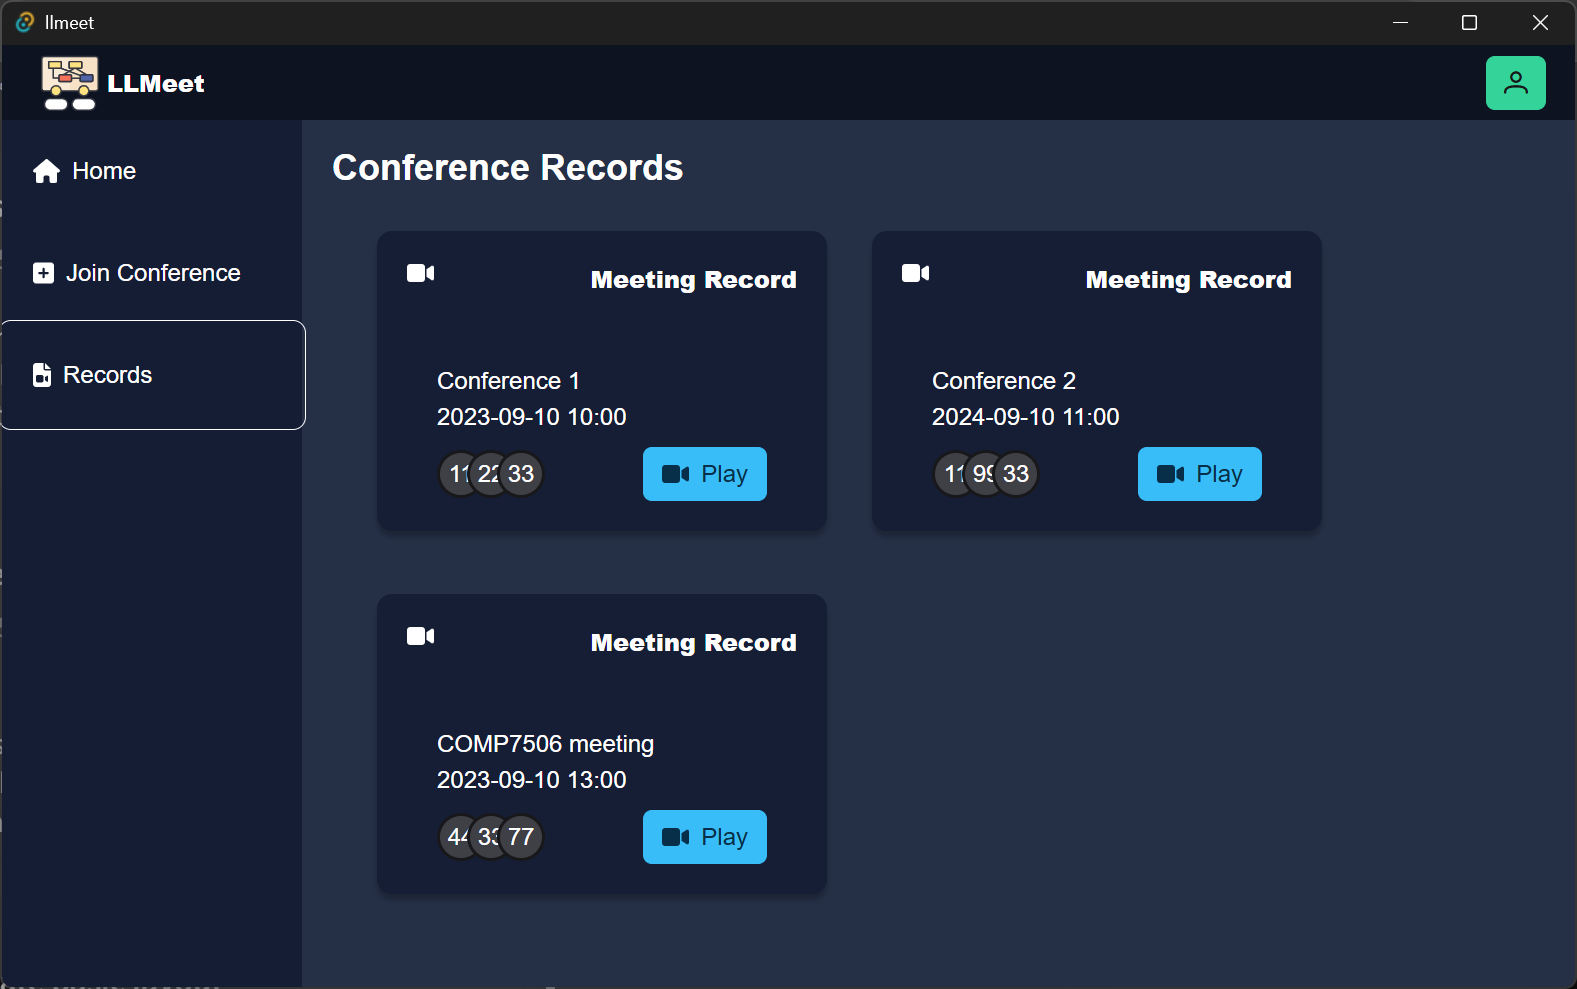 llmeet
LLMeet
Home
Join Conference
Records
Conference Records
Meeting Record
Conference 1
2023-09-10 10:00
11 22 33
Play
Meeting Record
Conference 2
2024-09-10 11:00
11 99 33
Play
Meeting Record
COMP7506 meeting
2023-09-10 13:00
44 33 77
Play